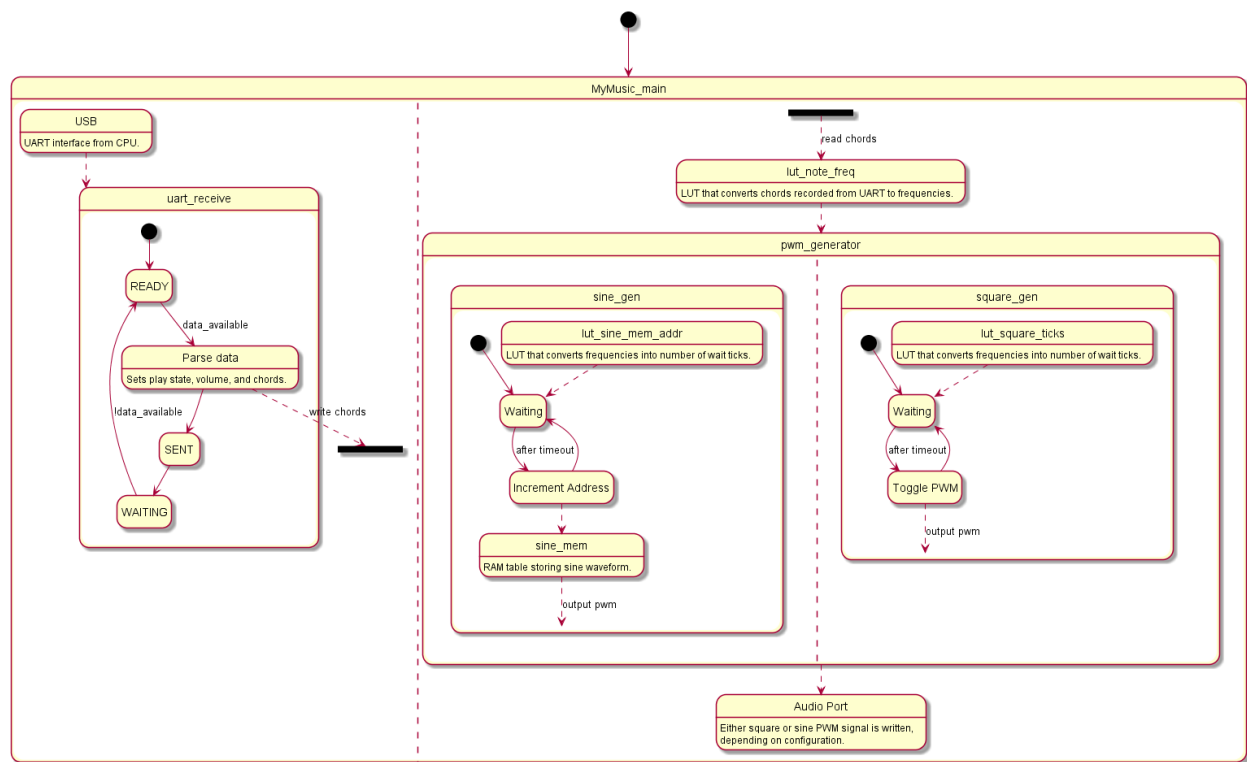 MyMusic_main
USB
UART interface from CPU.
uart_receive
READY
data_available
Parse data
Sets play state, volume, and chords.
!data_available
write chords
SENT
WAITING
read chords
lut_note_freq
LUT that converts chords recorded from UART to frequencies.
pwm_generator
sine_gen
lut_sine_mem_addr
LUT that converts frequencies into number of wait ticks.
Waiting
after timeout
Increment Address
sine_mem
RAM table storing sine waveform.
output pwm
square_gen
lut_square_ticks
LUT that converts frequencies into number of wait ticks.
Waiting
after timeout
Toggle PWM
output pwm
Audio Port
Either square or sine PWM signal is written,
depending on configuration.